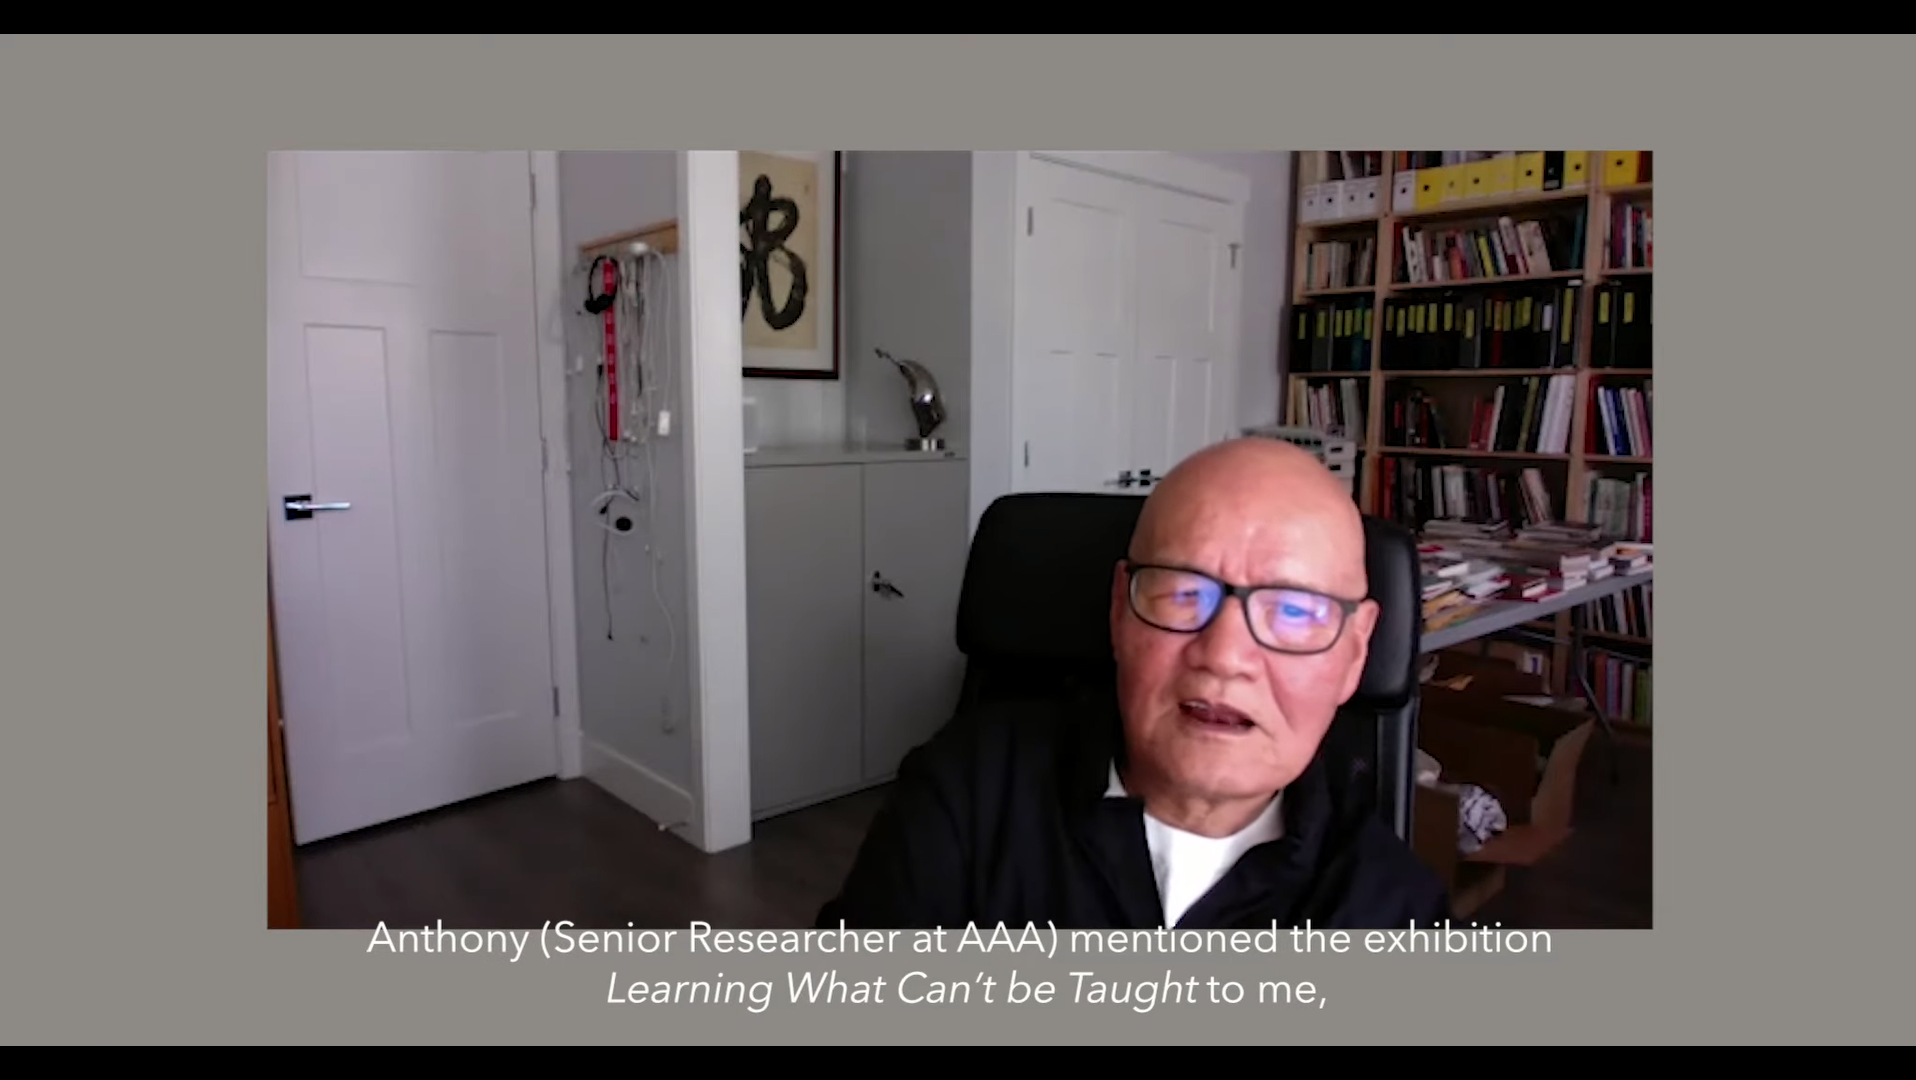 Anthony (Senior Researcher at AAA) mentioned the exhibition
Learning What Can't be Taught to me,